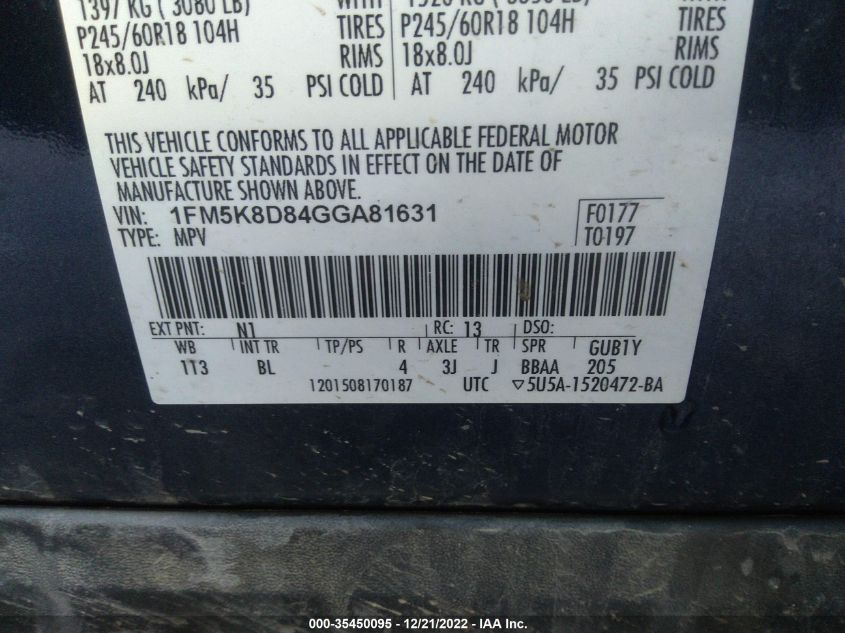 1397 KG ( 3080 LB) WITH
P245/60R18 104H TIRES P245/60R18 104H TIRES
18x8.0J RIMS 18x8.0J RIMS
AT 240 kPa/ 35 PSI COLD AT 240 kPa/ 35 PSI COLD
THIS VEHICLE CONFORMS TO ALL APPLICABLE FEDERAL MOTOR
VEHICLE SAFETY STANDARDS IN EFFECT ON THE DATE OF
MANUFACTURE SHOWN ABOVE.
VIN: 1FM5K8D84GGA81631 F0177
TYPE: MPV T0197
EXT PNT: N1 RC: 13 DSO:
WB INT TR TP/PS R AXLE TR SPR GUB1Y
1T3 BL 4 3J J BBAA 205
1201508170187 UTC ▽5U5A-1520472-BA
000-35450095 - 12/21/2022 - IAA Inc.